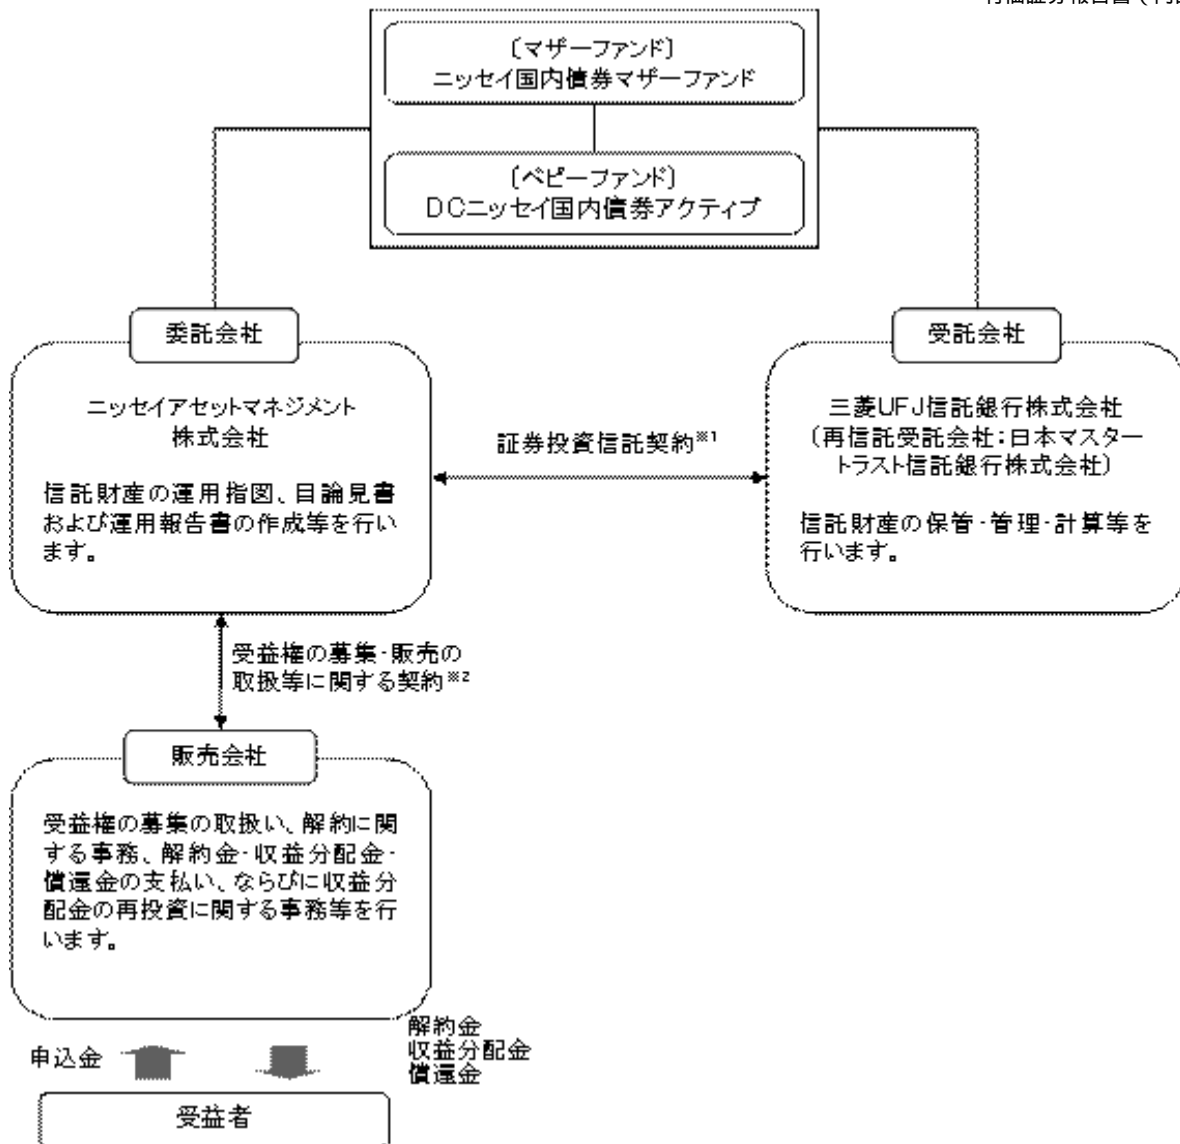 〔マザーファンド〕
ニッセイ国内債券マザーファンド
〔ベビーファンド〕
DCニッセイ国内債券アクティブ
委託会社
ニッセイアセットマネジメント
株式会社
信託財産の運用指図、目論見書
および運用報告書の作成等を行い
ます。
証券投資信託契約※1
受託会社
三菱UFJ信託銀行株式会社
（再信託受託会社：日本マスター
トラスト信託銀行株式会社）
信託財産の保管・管理・計算等を
行います。
受益権の募集・販売の
取扱等に関する契約※2
販売会社
受益権の募集の取扱い、解約に関
する事務、解約金・収益分配金・
償還金の支払い、ならびに収益分
配金の再投資に関する事務等を行
います。
申込金
解約金
収益分配金
償還金
受益者